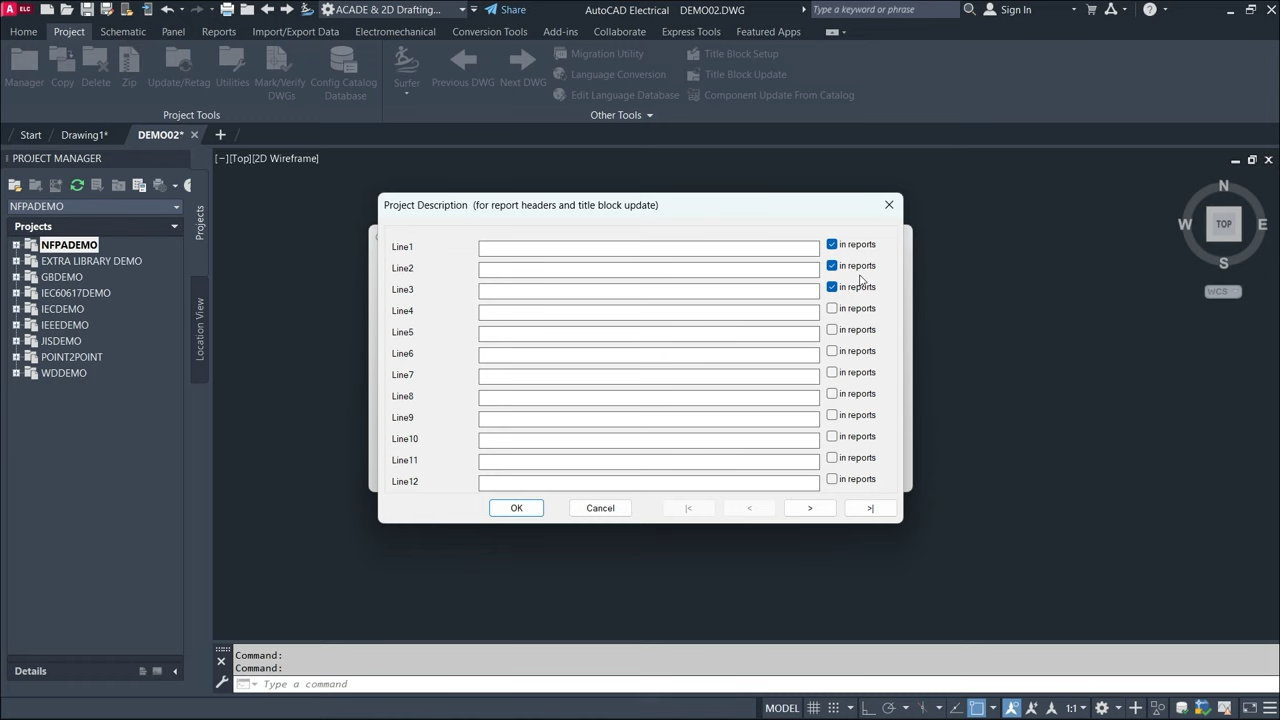 A ELC
ACADE & 2D Drafting...
Share
AutoCAD Electrical DEMO02.DWG
Type a keyword or phrase
Sign In
Home Project Schematic Panel Reports Import/Export Data Electromechanical Conversion Tools Add-ins Collaborate Express Tools Featured Apps
Manager Copy Delete Zip Update/Retag Utilities Mark/Verify DWGs Config Catalog Database
Surfer Previous DWG Next DWG
Migration Utility
Language Conversion
Edit Language Database
Title Block Setup
Title Block Update
Component Update From Catalog
Project Tools
Other Tools
Start Drawing1* DEMO02*
PROJECT MANAGER
[−][Top][2D Wireframe]
NFPADEMO
Projects
NFPADEMO
EXTRA LIBRARY DEMO
GBDEMO
IEC60617DEMO
IECDEMO
IEEEDEMO
JISDEMO
POINT2POINT
WDDEMO
Projects
Location View
Details
Project Description (for report headers and title block update)
Line1 in reports
Line2 in reports
Line3 in reports
Line4 in reports
Line5 in reports
Line6 in reports
Line7 in reports
Line8 in reports
Line9 in reports
Line10 in reports
Line11 in reports
Line12 in reports
OK Cancel |< < > >|
N
W TOP E
S
WCS
Command:
Command:
Type a command
MODEL
1:1